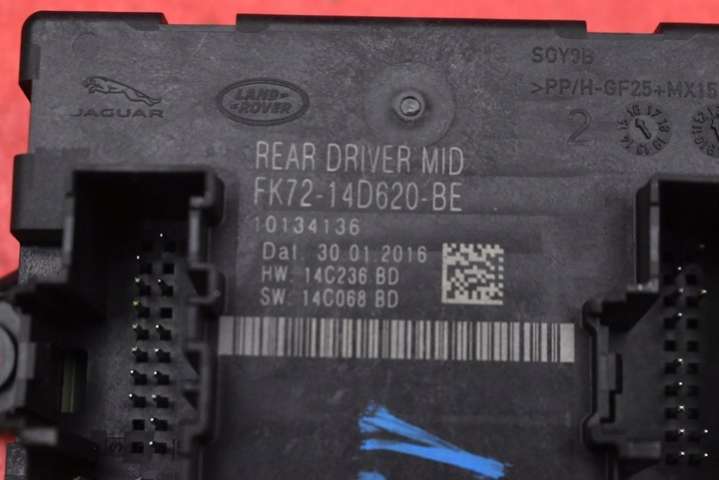 JAGUAR
LAND ROVER
SGY9B
>PP/H-GF25+MX15
2
REAR DRIVER MID
FK72-14D620-BE
10134136
Dat. 30.01.2016
HW. 14C236 BD
SW. 14C068 BD